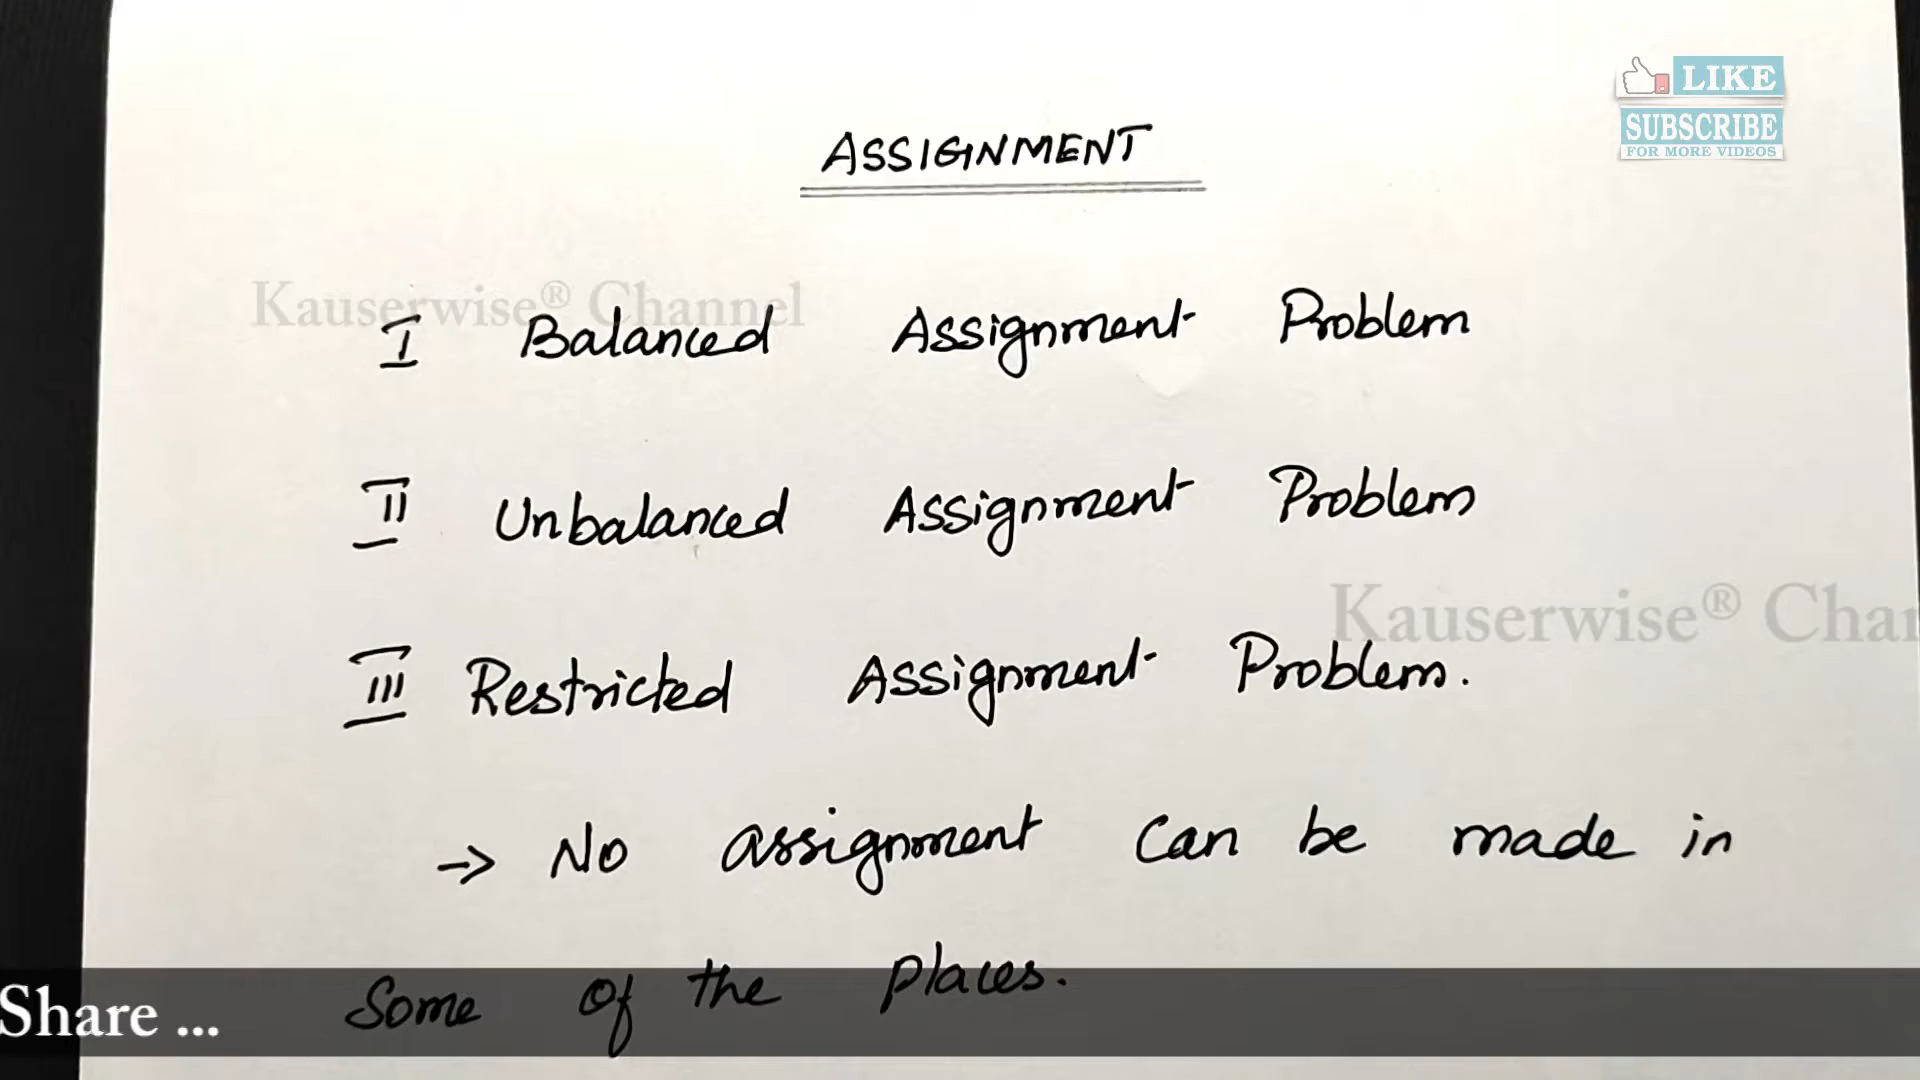 LIKE
SUBSCRIBE
FOR MORE VIDEOS
ASSIGNMENT
Kauserwise® Channel
I Balanced Assignment Problem
II Unbalanced Assignment Problem
Kauserwise® Chan
III Restricted Assignment Problem.
→ No assignment can be made in
some of the places.
Share ...